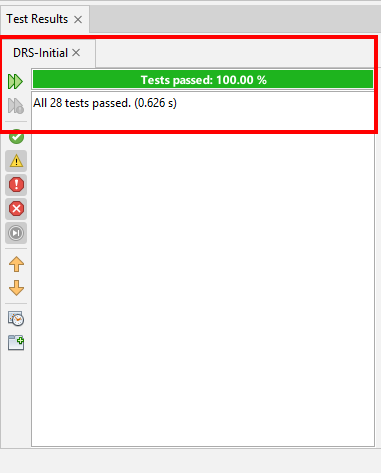 Test Results
DRS-Initial
Tests passed: 100.00 %
All 28 tests passed. (0.626 s)